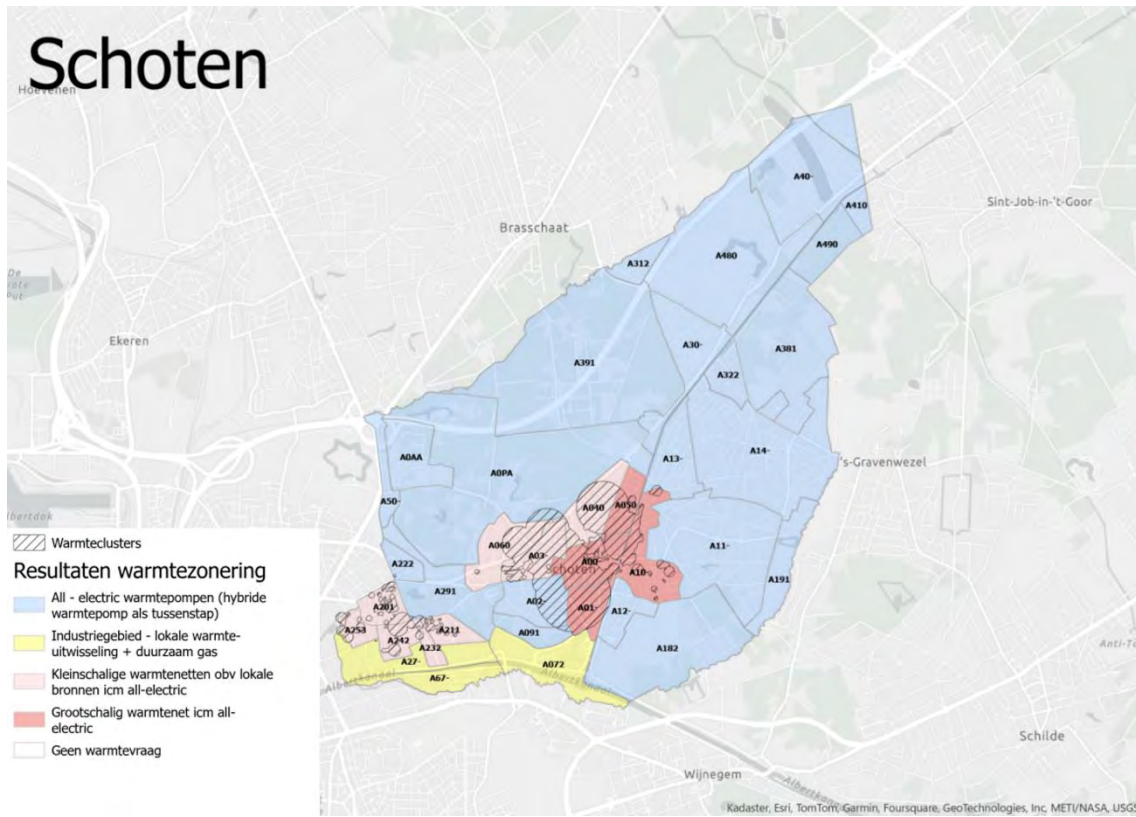 Schoten
Hoevenen
Brasschaat
Sint-Job-in-'t-Goor
De
Put
Ekeren
's-Gravenwezel
Albertdok
A40-
A410
A490
A480
A312
A30-
A381
A391
A322
A0AA
A0PA
A13-
A14-
A50-
A050
A040
A060
A03-
A00-
Schoten
A10-
A11-
A191
A222
A291
A02-
A01-
A12-
A201
A253
A242
A211
A232
A091
A182
A27-
A67-
A072
Albertkanaal
Albertkanaal
Albertkanaal
Schilde
Wijnegem
Warmteclusters
Resultaten warmtezonering
All - electric warmtepompen (hybride
warmtepomp als tussenstap)
Industriegebied - lokale warmte-
uitwisseling + duurzaam gas
Kleinschalige warmtenetten obv lokale
bronnen icm all-electric
Grootschalig warmtenet icm all-
electric
Geen warmtevraag
Kadaster, Esri, TomTom, Garmin, Foursquare, GeoTechnologies, Inc, METI/NASA, USGS